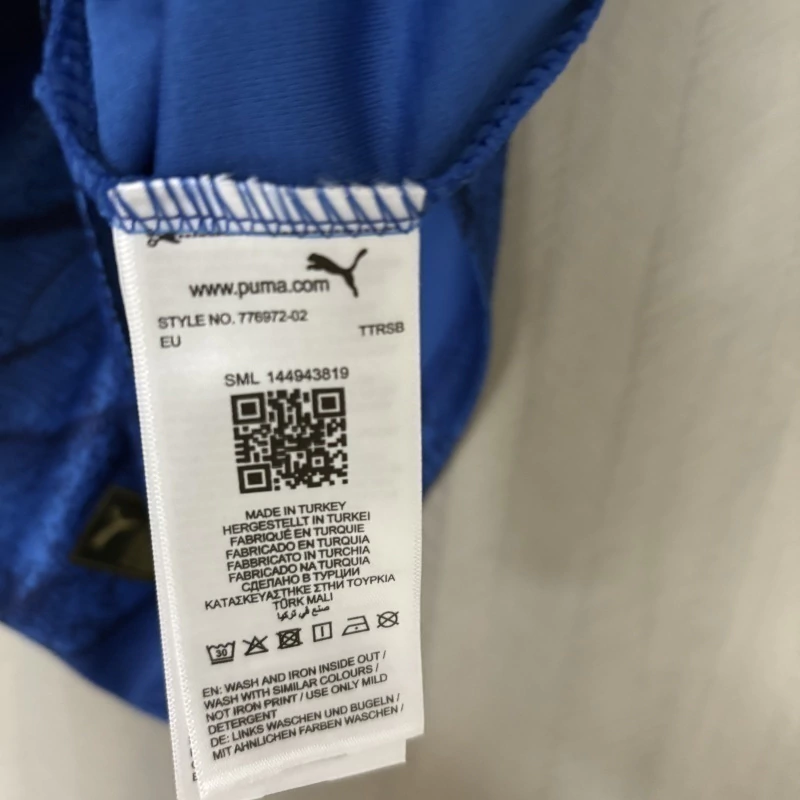 www.puma.com
STYLE NO. 776972-02
EU
TTRSB
SML 144943819
MADE IN TURKEY
HERGESTELLT IN TURKEI
FABRIQUÉ EN TURQUIE
FABRICADO EN TURQUIA
FABBRICATO IN TURCHIA
FABRICADO NA TURQUIA
СДЕЛАНО В ТУРЦИИ
ΚΑΤΑΣΚΕΥΑΣΤΗΚΕ ΣΤΗΝ ΤΟΥΡΚΙΑ
TÜRK MALI
صنع في تركيا
30
EN: WASH AND IRON INSIDE OUT /
WASH WITH SIMILAR COLOURS /
NOT IRON PRINT / USE ONLY MILD
DETERGENT
DE: LINKS WASCHEN UND BUGELN /
MIT AHNLICHEN FARBEN WASCHEN /